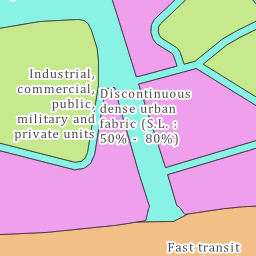 Industrial,
commercial,
public,
military and
private units
Discontinuous
dense urban
fabric (S.L. :
50% - 80%)
Fast transit